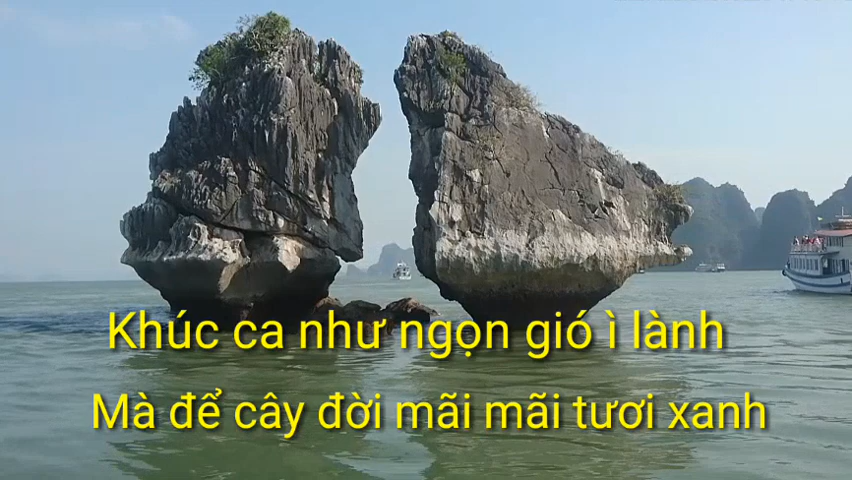 Khúc ca như ngọn gió ì lành
Mà để cây đời mãi mãi tươi xanh